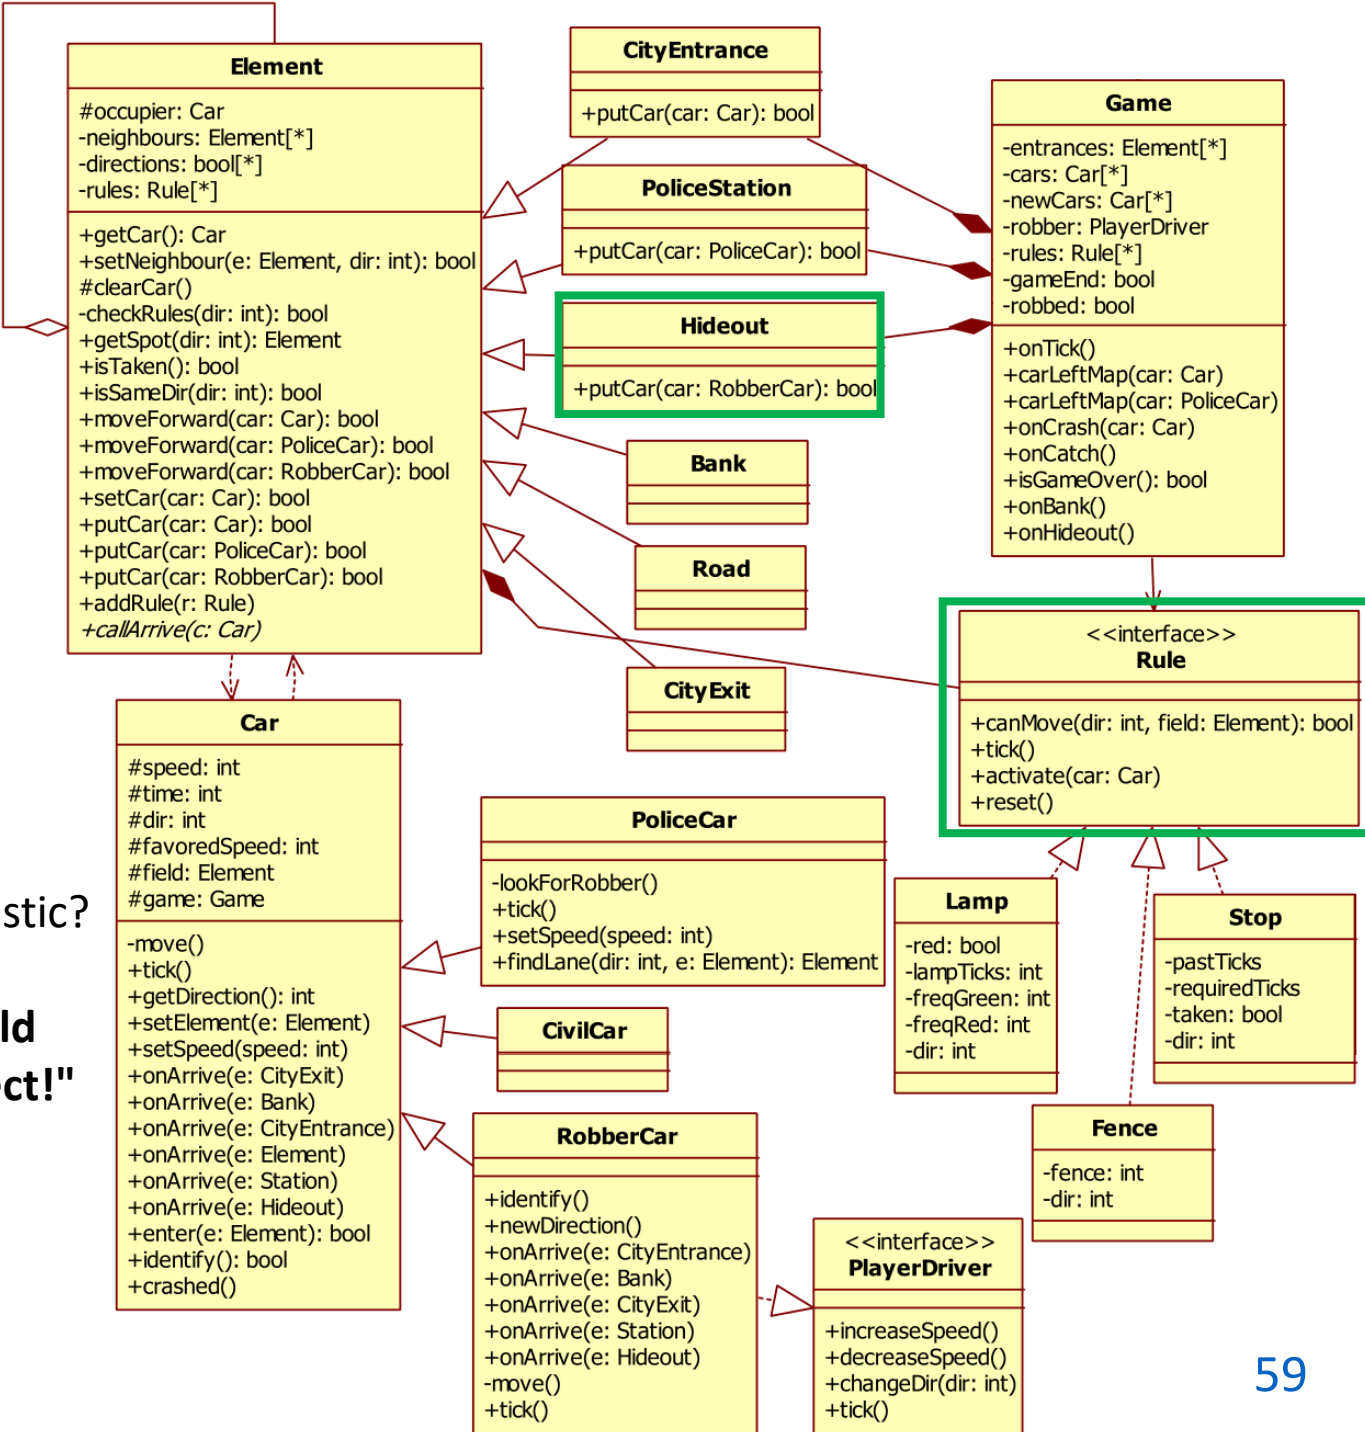 Element
#occupier: Car
-neighbours: Element[*]
-directions: bool[*]
-rules: Rule[*]
+getCar(): Car
+setNeighbour(e: Element, dir: int): bool
#clearCar()
-checkRules(dir: int): bool
+getSpot(dir: int): Element
+isTaken(): bool
+isSameDir(dir: int): bool
+moveForward(car: Car): bool
+moveForward(car: PoliceCar): bool
+moveForward(car: RobberCar): bool
+setCar(car: Car): bool
+putCar(car: Car): bool
+putCar(car: PoliceCar): bool
+putCar(car: RobberCar): bool
+addRule(r: Rule)
+callArrive(c: Car)
CityEntrance
+putCar(car: Car): bool
PoliceStation
+putCar(car: PoliceCar): bool
Hideout
+putCar(car: RobberCar): bool
Bank
Road
CityExit
Game
-entrances: Element[*]
-cars: Car[*]
-newCars: Car[*]
-robber: PlayerDriver
-rules: Rule[*]
-gameEnd: bool
-robbed: bool
+onTick()
+carLeftMap(car: Car)
+carLeftMap(car: PoliceCar)
+onCrash(car: Car)
+onCatch()
+isGameOver(): bool
+onBank()
+onHideout()
<<interface>>
Rule
+canMove(dir: int, field: Element): bool
+tick()
+activate(car: Car)
+reset()
stic?
ld
ct!"
Car
#speed: int
#time: int
#dir: int
#favoredSpeed: int
#field: Element
#game: Game
-move()
+tick()
+getDirection(): int
+setElement(e: Element)
+setSpeed(speed: int)
+onArrive(e: CityExit)
+onArrive(e: Bank)
+onArrive(e: CityEntrance)
+onArrive(e: Element)
+onArrive(e: Station)
+onArrive(e: Hideout)
+enter(e: Element): bool
+identify(): bool
+crashed()
PoliceCar
-lookForRobber()
+tick()
+setSpeed(speed: int)
+findLane(dir: int, e: Element): Element
CivilCar
RobberCar
+identify()
+newDirection()
+onArrive(e: CityEntrance)
+onArrive(e: Bank)
+onArrive(e: CityExit)
+onArrive(e: Station)
+onArrive(e: Hideout)
-move()
+tick()
<<interface>>
PlayerDriver
+increaseSpeed()
+decreaseSpeed()
+changeDir(dir: int)
+tick()
Lamp
-red: bool
-lampTicks: int
-freqGreen: int
-freqRed: int
-dir: int
Stop
-pastTicks
-requiredTicks
-taken: bool
-dir: int
Fence
-fence: int
-dir: int
59